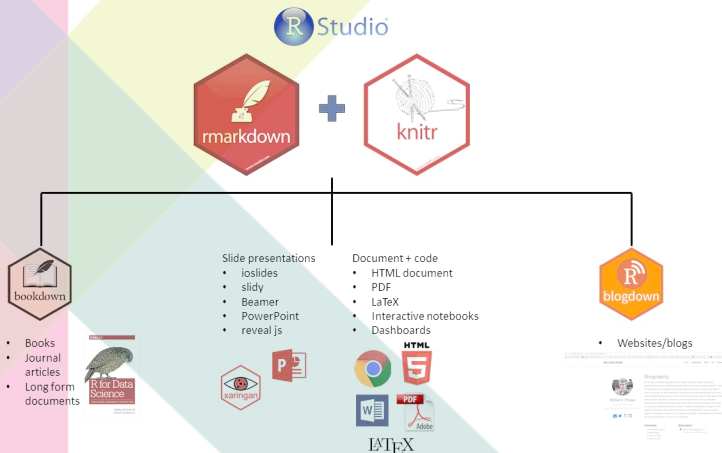 R Studio
rmarkdown
knitr
bookdown
Books
Journal
articles
Long form
documents
R for Data
Science
Slide presentations
ioslides
slidy
Beamer
PowerPoint
reveal js
xaringan
P
Document + code
HTML document
PDF
LaTeX
Interactive notebooks
Dashboards
HTML
5
W
PDF
Adobe
LATEX
R
blogdown
Websites/blogs
Biography